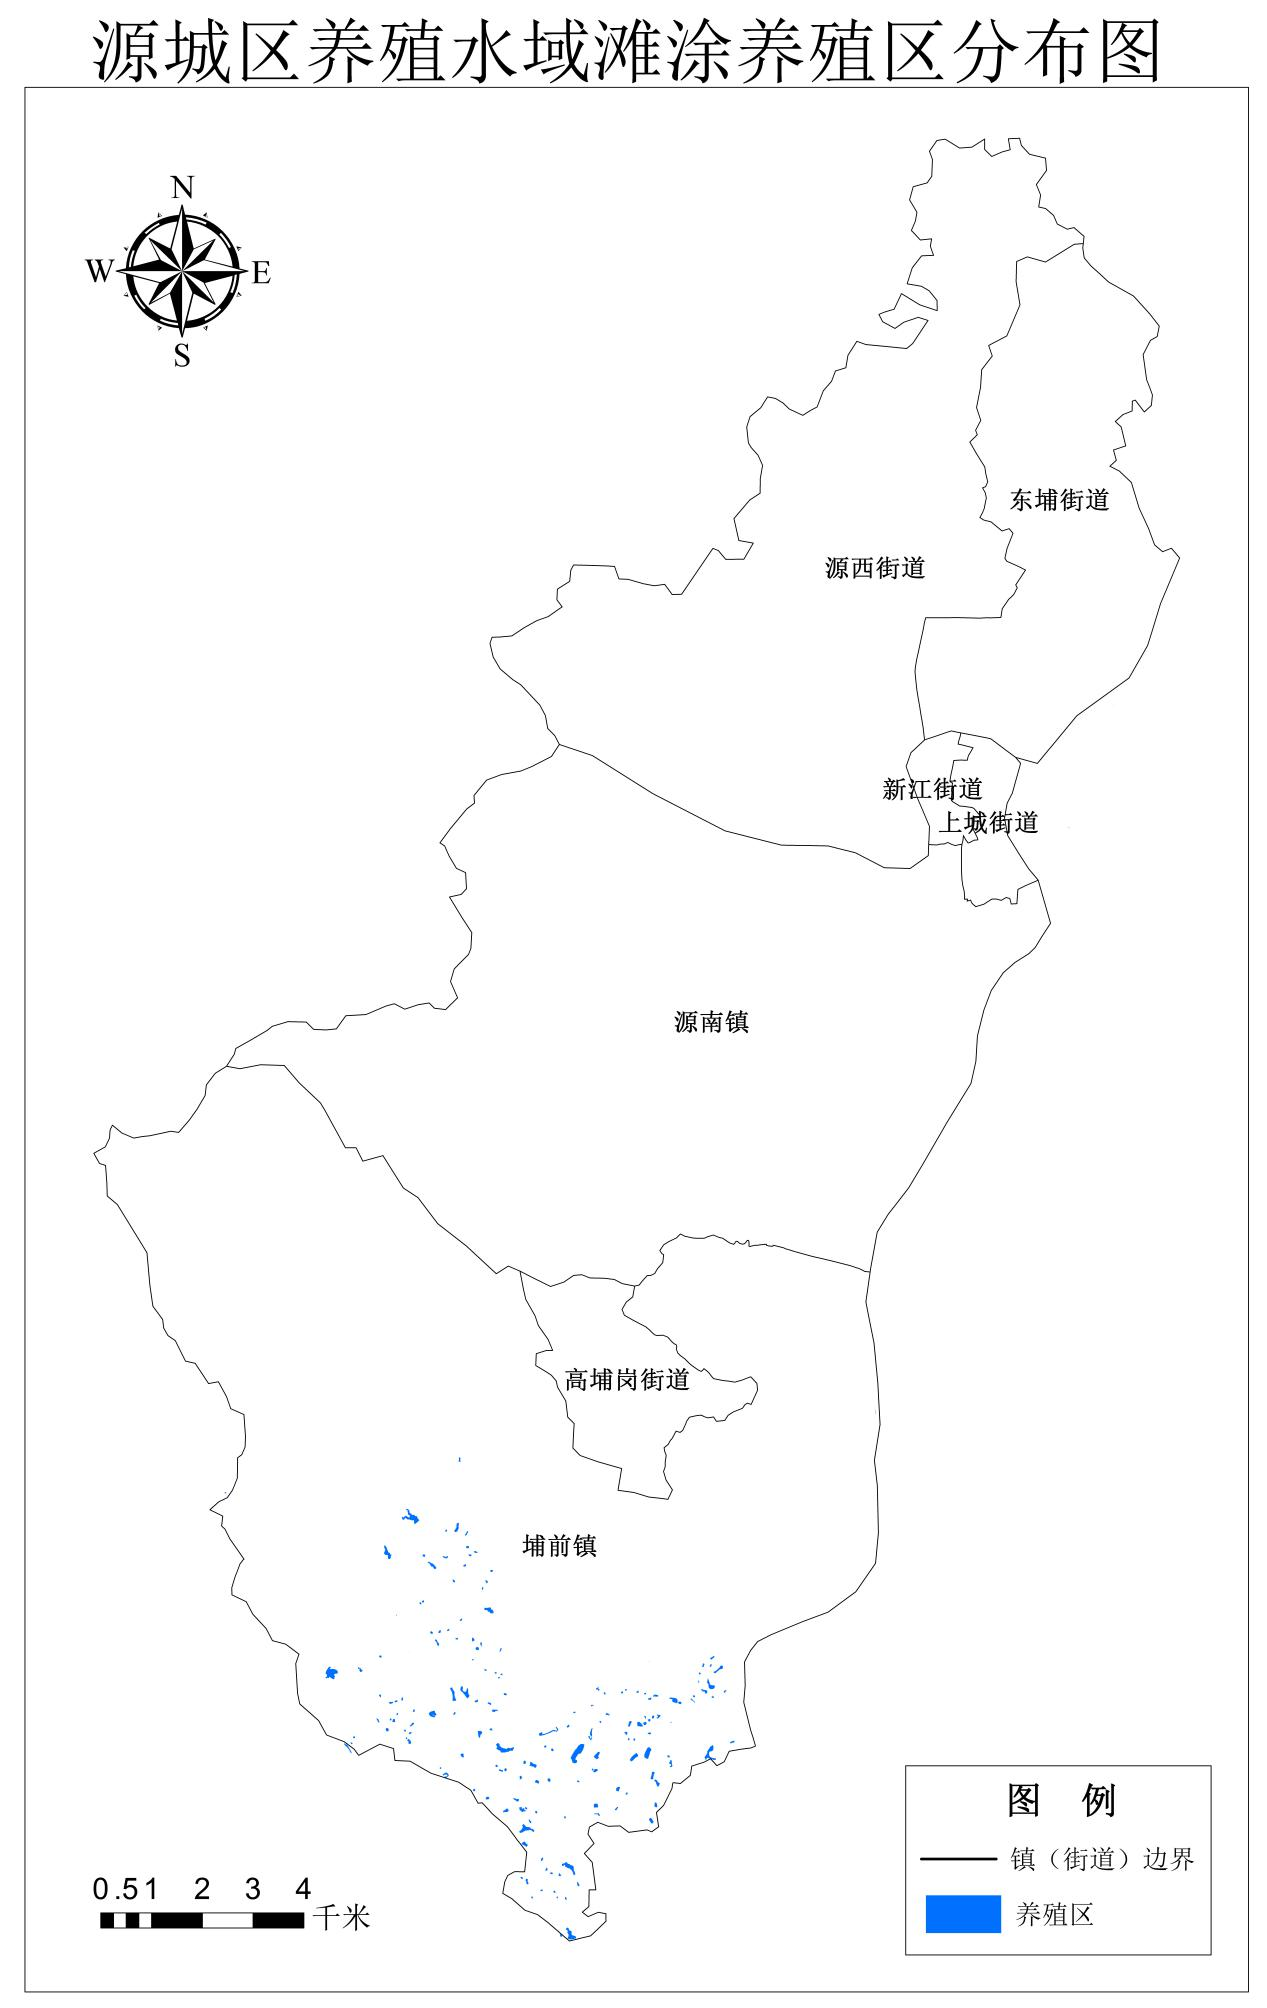 源城区养殖水域滩涂养殖区分布图
N
W E
S
东埔街道
源西街道
新江街道
上城街道
源南镇
高埔岗街道
埔前镇
图 例
镇（街道）边界
养殖区
0 .5 1 2 3 4
千米